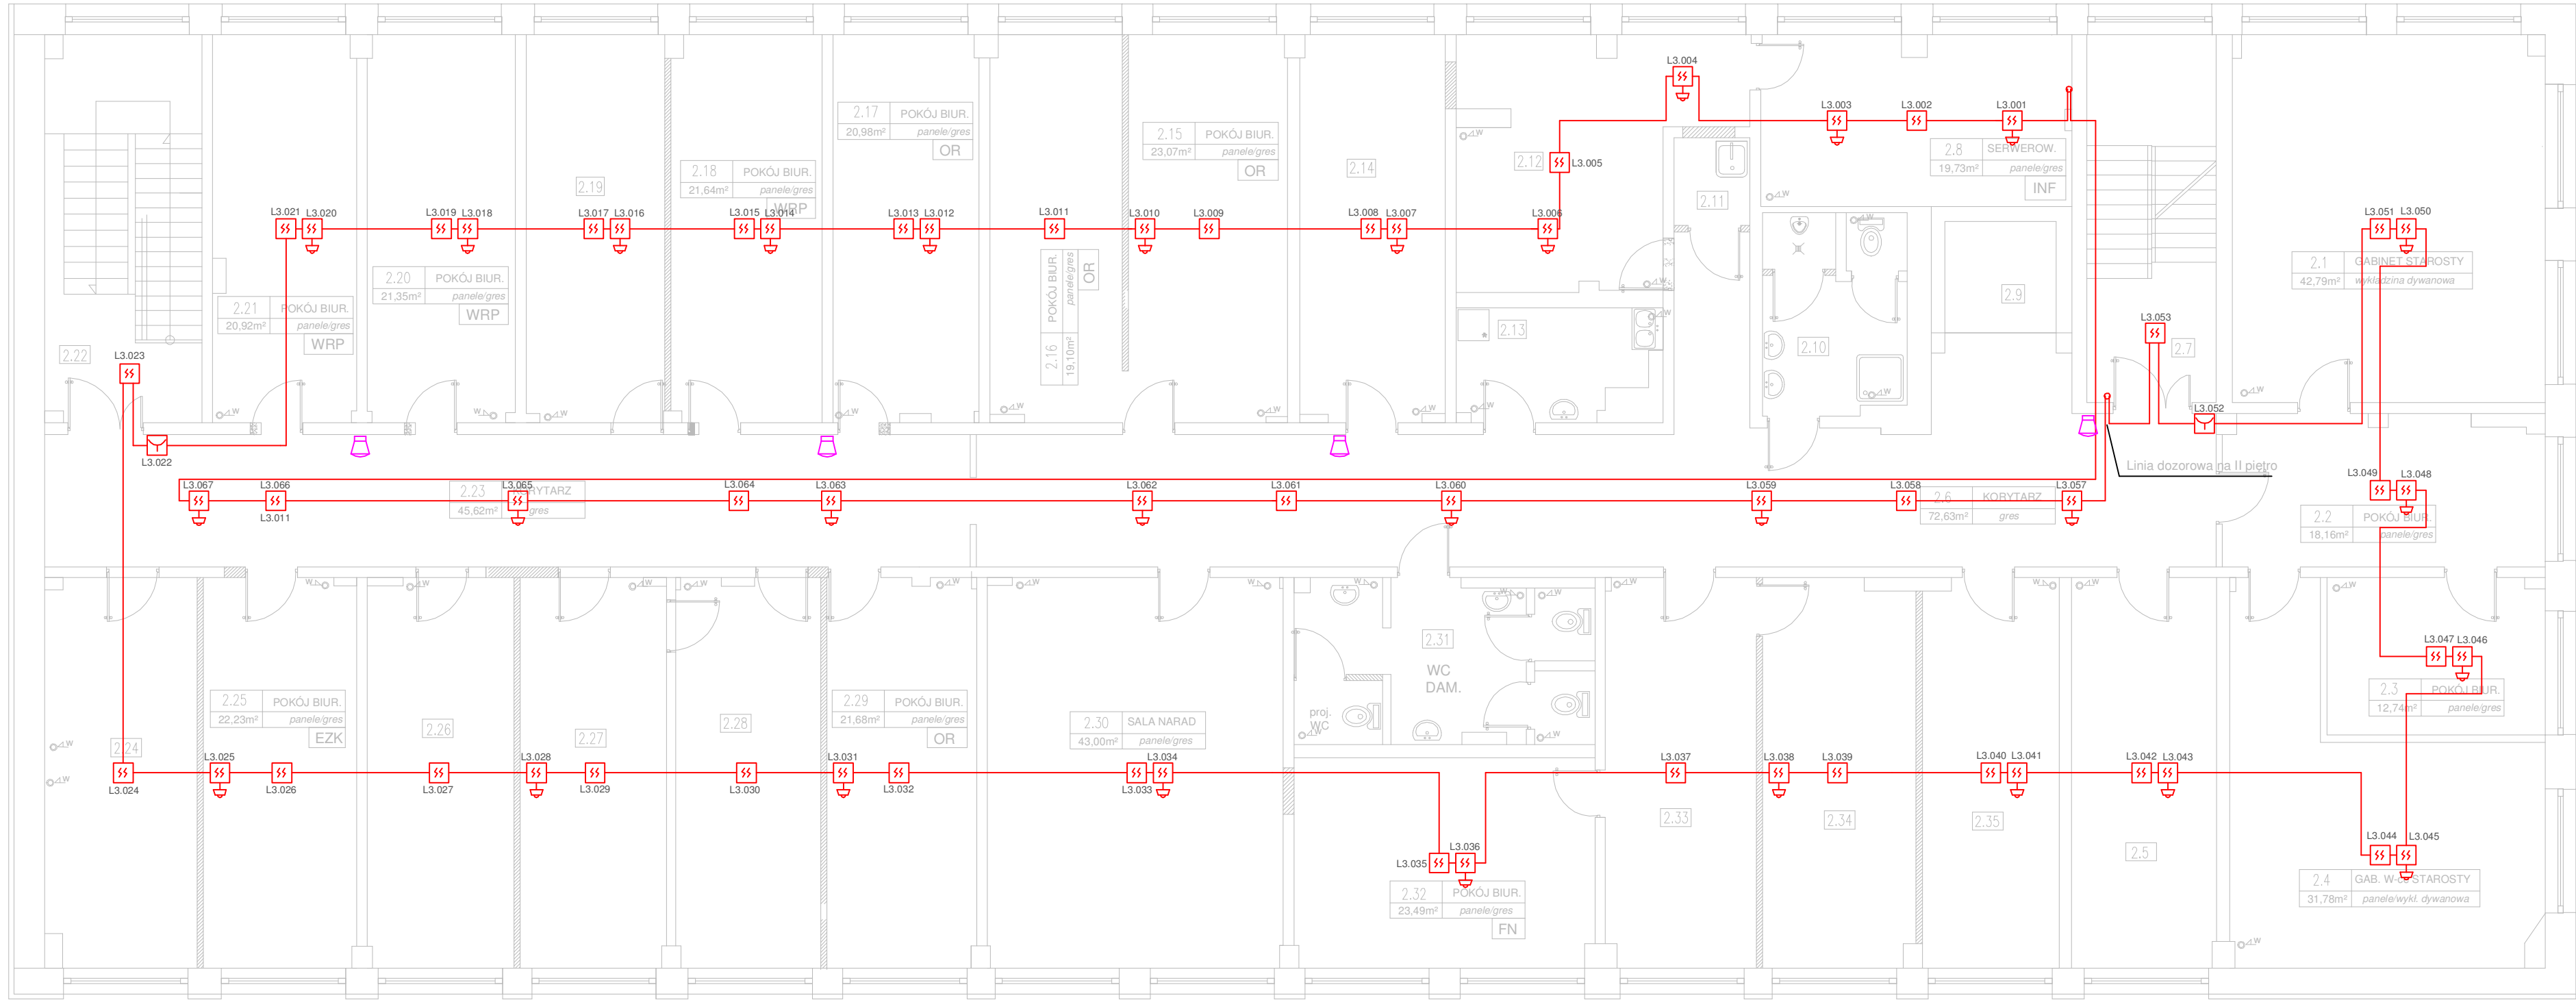 L3.004
L3.003
L3.002
L3.001
2.17 POKÓJ BIUR.
20,98m² panele/gres
OR
2.15 POKÓJ BIUR.
23,07m² panele/gres
OR
W
2.8 SERWEROW.
19,73m² panele/gres
INF
2.12
L3.005
2.14
2.18 POKÓJ BIUR.
21,64m² panele/gres
WRP
2.19
2.11
W
W
L3.021
L3.020
L3.019
L3.018
L3.017
L3.016
L3.015
L3.014
L3.013
L3.012
L3.011
L3.010
L3.009
L3.008
L3.007
L3.006
L3.051
L3.050
2.1 GABINET STAROSTY
42,79m² wykładzina dywanowa
2.16 POKÓJ BIUR.
19,10m² panele/gres
OR
2.20 POKÓJ BIUR.
21,35m² panele/gres
WRP
2.21 POKÓJ BIUR.
20,92m² panele/gres
WRP
W
2.9
2.13
W
2.10
L3.053
2.7
2.22
L3.023
W
W
W
W
W
W
W
W
W
W
L3.052
L3.022
Linia dozorowa na II piętro
L3.049
L3.048
L3.067
L3.066
L3.011
2.23 KORYTARZ
45,62m² gres
L3.065
L3.064
L3.063
L3.062
L3.061
L3.060
L3.059
L3.058
2.6 KORYTARZ
72,63m² gres
L3.057
2.2 POKÓJ BIUR.
18,16m² panele/gres
W
W
W
W
W
W
W
W
W
W
W
W
W
W
2.31
WC
DAM.
L3.047
L3.046
2.3 POKÓJ BIUR.
12,74m² panele/gres
2.25 POKÓJ BIUR.
22,23m² panele/gres
EZK
2.26
2.27
2.28
2.29 POKÓJ BIUR.
21,68m² panele/gres
OR
2.30 SALA NARAD
43,00m² panele/gres
proj.
WC
W
W
2.24
W
W
L3.024
L3.025
L3.026
L3.027
L3.028
L3.029
L3.030
L3.031
L3.032
L3.033
L3.034
L3.037
L3.038
L3.039
L3.040
L3.041
L3.042
L3.043
2.33
2.34
2.35
2.5
L3.044
L3.045
L3.035
L3.036
2.32 POKÓJ BIUR.
23,49m² panele/gres
FN
2.4 GAB. W-ce STAROSTY
31,78m² panele/wykł. dywanowa
W